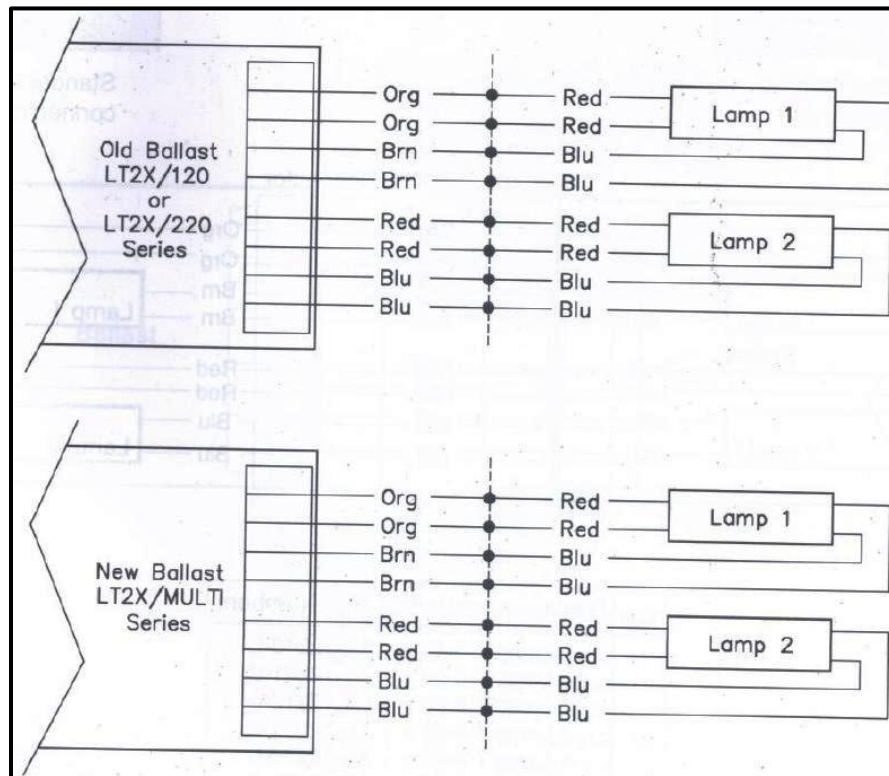 Old Ballast
LT2X/120
or
LT2X/220
Series
Org Red
Org Red
Brn Blu
Brn Blu
Lamp 1
Red Red
Red Red
Blu Blu
Blu Blu
Lamp 2
New Ballast
LT2X/MULTI
Series
Org Red
Org Red
Brn Blu
Brn Blu
Lamp 1
Red Red
Red Red
Blu Blu
Blu Blu
Lamp 2